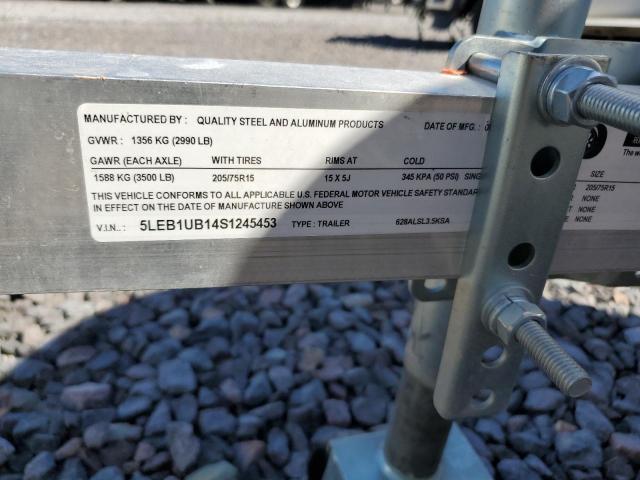 MANUFACTURED BY : QUALITY STEEL AND ALUMINUM PRODUCTS DATE OF MFG :
GVWR : 1356 KG (2990 LB)
GAWR (EACH AXLE) WITH TIRES RIMS AT COLD SIZE
1588 KG (3500 LB) 205/75R15 15 X 5J 345 KPA (50 PSI) 205/75R15
THIS VEHICLE CONFORMS TO ALL APPLICABLE U.S. FEDERAL MOTOR VEHICLE SAFETY NONE
IN EFFECT ON THE DATE OF MANUFACTURE SHOWN ABOVE NONE
V.I.N.. : 5LEB1UB14S1245453 TYPE : TRAILER 628ALSL3.5KSA